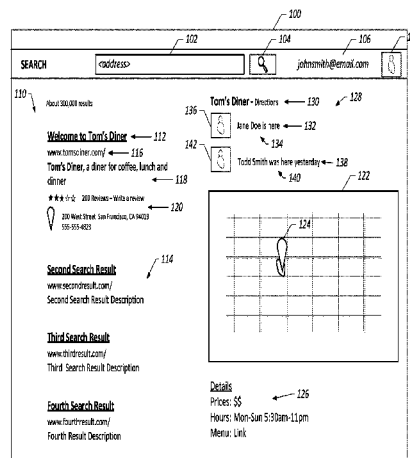 100
102
104
106
SEARCH
<address>
johnsmith@email.com
110
About 300,000 results
Welcome to Tom's Diner
112
www.tomsdiner.com/
116
Tom's Diner, a diner for coffee, lunch and
dinner
118
★★★☆☆ 200 Reviews - Write a review
120
200 West Street San Francisco, CA 94023
555-555-4823
114
Second Search Result
www.secondresult.com/
Second Search Result Description
Third Search Result
www.thirdresult.com/
Third Search Result Description
Fourth Search Result
www.fourthresult.com/
Fourth Result Description
Tom's Diner - Directions
130
128
136
Jane Doe is here
132
134
142
Todd Smith was here yesterday
138
140
122
124
Details
126
Prices: $$
Hours: Mon-Sun 5:30am-11pm
Menu: Link